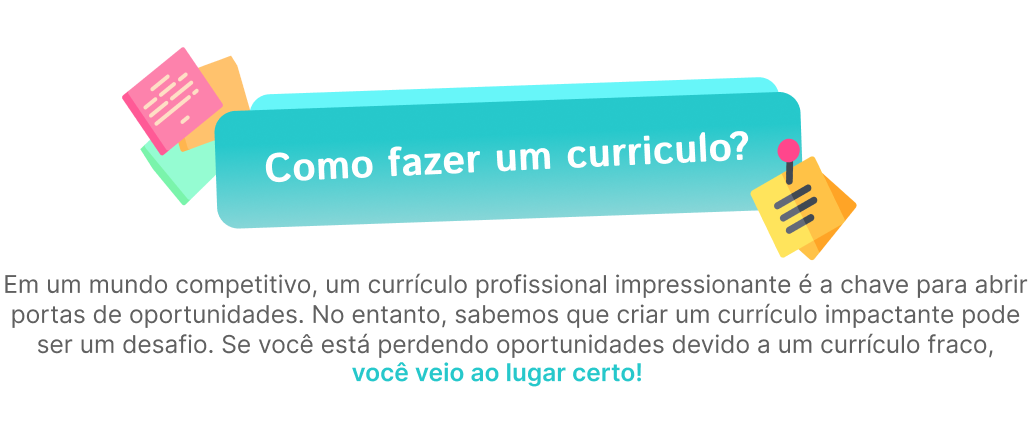 Como fazer um curriculo?
Em um mundo competitivo, um currículo profissional impressionante é a chave para abrir
portas de oportunidades. No entanto, sabemos que criar um currículo impactante pode
ser um desafio. Se você está perdendo oportunidades devido a um currículo fraco,
você veio ao lugar certo!